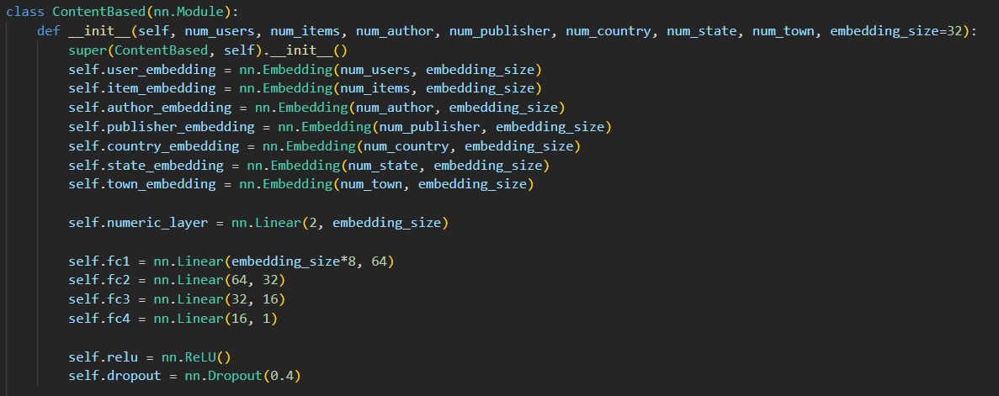 class ContentBased(nn.Module):
    def __init__(self, num_users, num_items, num_author, num_publisher, num_country, num_state, num_town, embedding_size=32):
        super(ContentBased, self).__init__()
        self.user_embedding = nn.Embedding(num_users, embedding_size)
        self.item_embedding = nn.Embedding(num_items, embedding_size)
        self.author_embedding = nn.Embedding(num_author, embedding_size)
        self.publisher_embedding = nn.Embedding(num_publisher, embedding_size)
        self.country_embedding = nn.Embedding(num_country, embedding_size)
        self.state_embedding = nn.Embedding(num_state, embedding_size)
        self.town_embedding = nn.Embedding(num_town, embedding_size)

        self.numeric_layer = nn.Linear(2, embedding_size)

        self.fc1 = nn.Linear(embedding_size*8, 64)
        self.fc2 = nn.Linear(64, 32)
        self.fc3 = nn.Linear(32, 16)
        self.fc4 = nn.Linear(16, 1)

        self.relu = nn.ReLU()
        self.dropout = nn.Dropout(0.4)